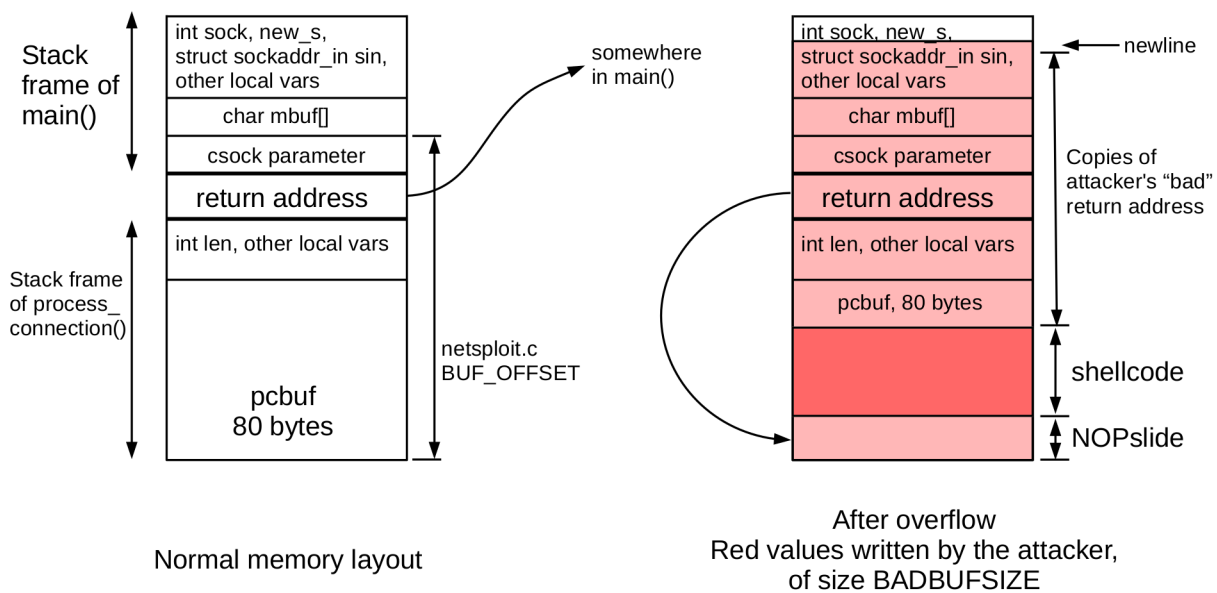 Stack
frame of
main()
int sock, new_s,
struct sockaddr_in sin,
other local vars
char mbuf[]
csock parameter
return address
int len, other local vars
pcbuf
80 bytes
Stack frame
of process_
connection()
somewhere
in main()
netsploit.c
BUF_OFFSET
Normal memory layout
int sock, new_s,
struct sockaddr_in sin,
other local vars
char mbuf[]
csock parameter
return address
int len, other local vars
pcbuf, 80 bytes
newline
Copies of
attacker's “bad”
return address
shellcode
NOPslide
After overflow
Red values written by the attacker,
of size BADBUFSIZE